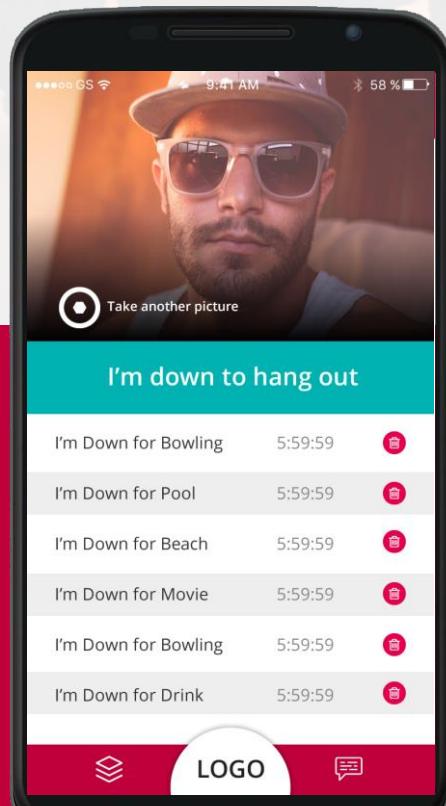 GS 9:41 AM 58 %
Take another picture
I'm down to hang out
I'm Down for Bowling 5:59:59
I'm Down for Pool 5:59:59
I'm Down for Beach 5:59:59
I'm Down for Movie 5:59:59
I'm Down for Bowling 5:59:59
I'm Down for Drink 5:59:59
LOGO